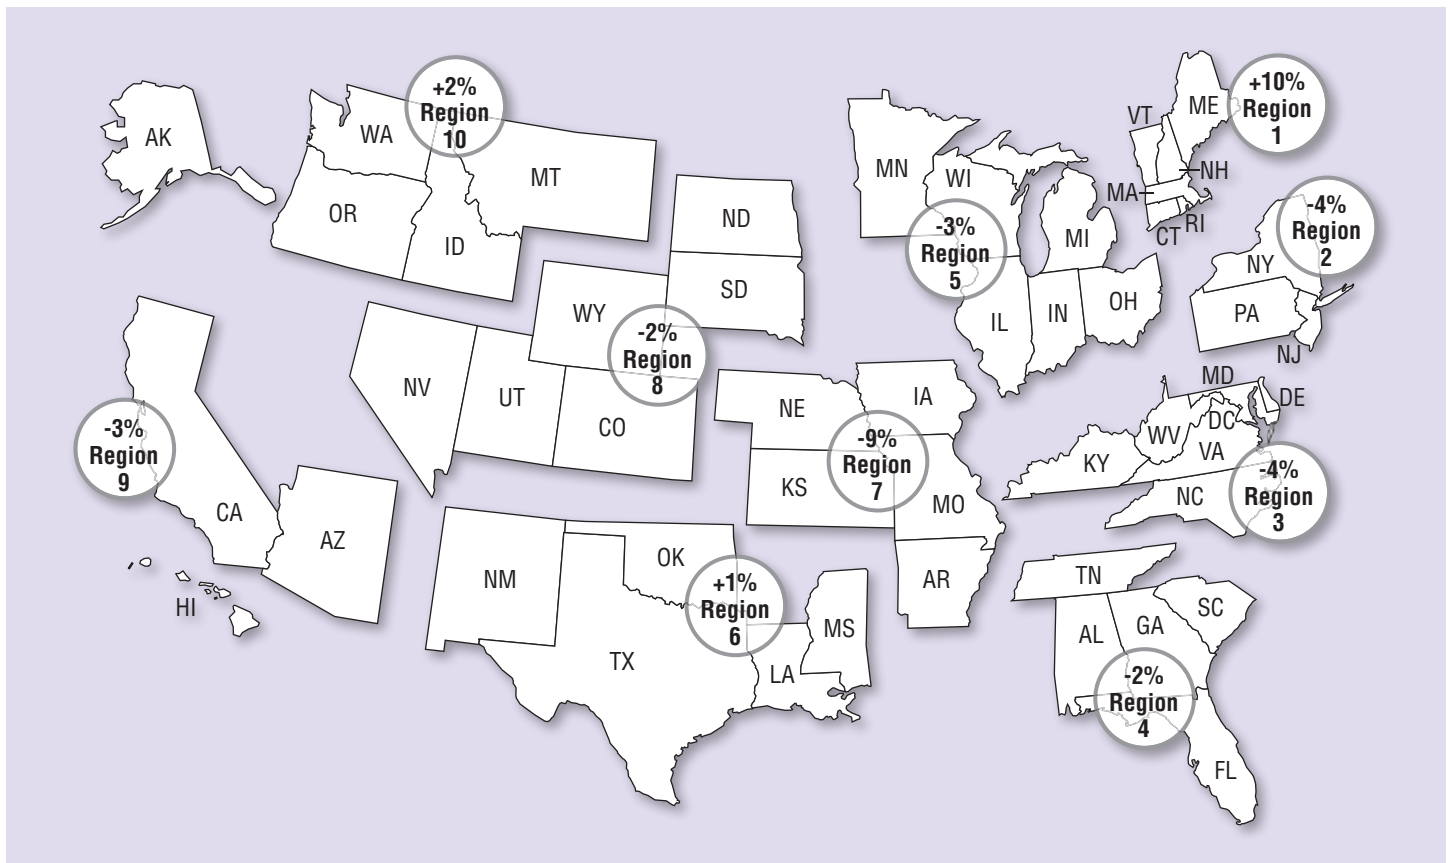 AK
WA
OR
ID
MT
+2%
Region
10
ND
SD
WY
NV
UT
CO
-2%
Region
8
MN
WI
MI
IL
IN
OH
-3%
Region
5
VT
ME
NH
MA
CT
RI
+10%
Region
1
NY
PA
NJ
-4%
Region
2
CA
AZ
HI
-3%
Region
9
NE
IA
KS
MO
AR
-9%
Region
7
MD
DE
DC
WV
VA
KY
NC
-4%
Region
3
NM
OK
TX
LA
MS
+1%
Region
6
TN
AL
GA
SC
FL
-2%
Region
4